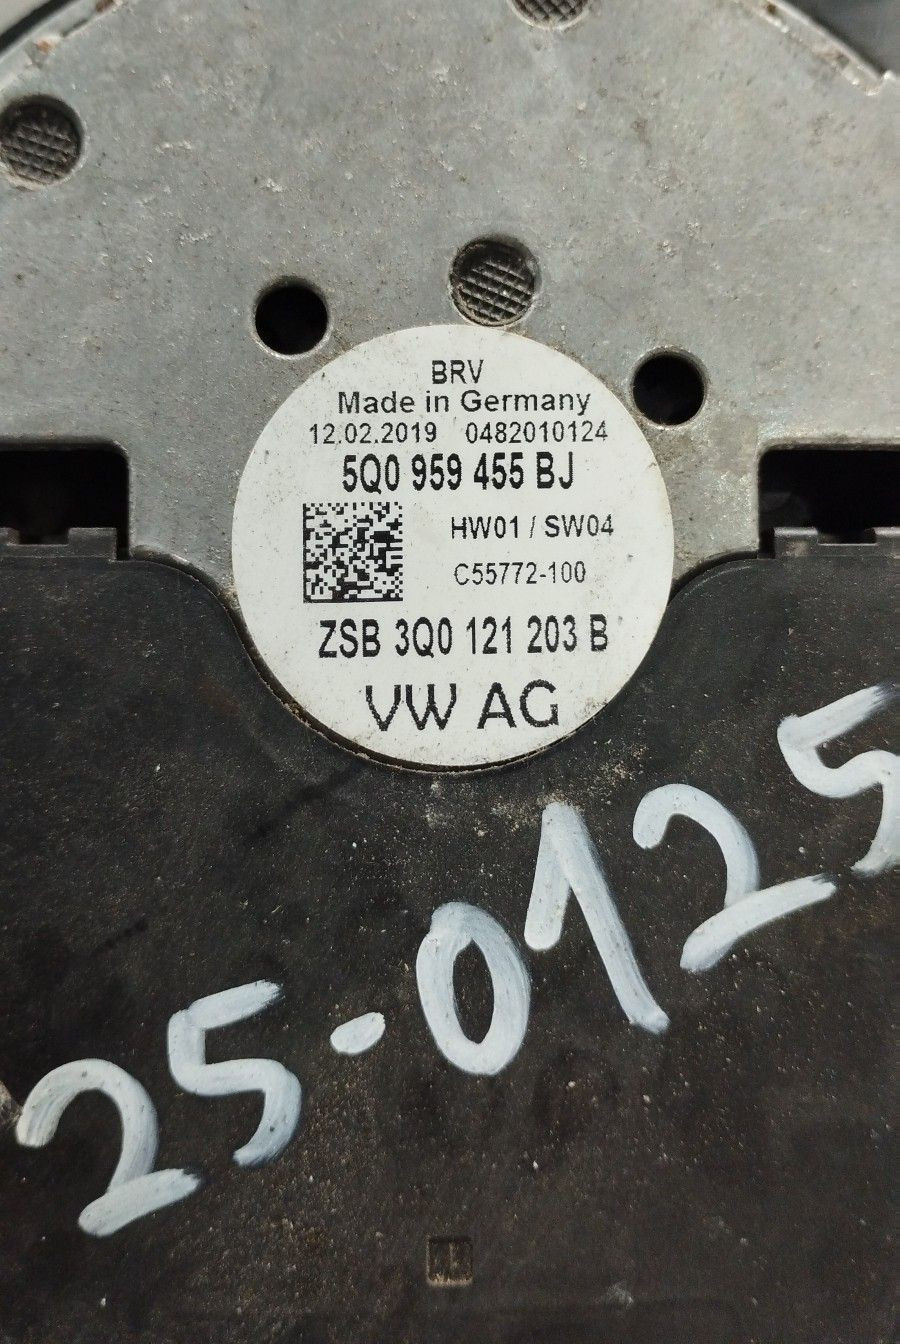 BRV
Made in Germany
12.02.2019 0482010124
5Q0 959 455 BJ
HW01 / SW04
C55772-100
ZSB 3Q0 121 203 B
VW AG
25-0125